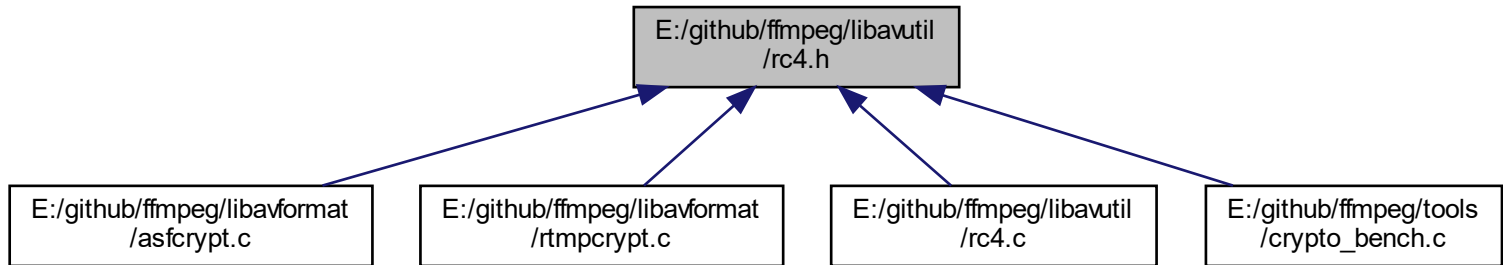 E:/github/ffmpeg/libavutil
/rc4.h
E:/github/ffmpeg/libavformat
/asfcrypt.c
E:/github/ffmpeg/libavformat
/rtmpcrypt.c
E:/github/ffmpeg/libavutil
/rc4.c
E:/github/ffmpeg/tools
/crypto_bench.c